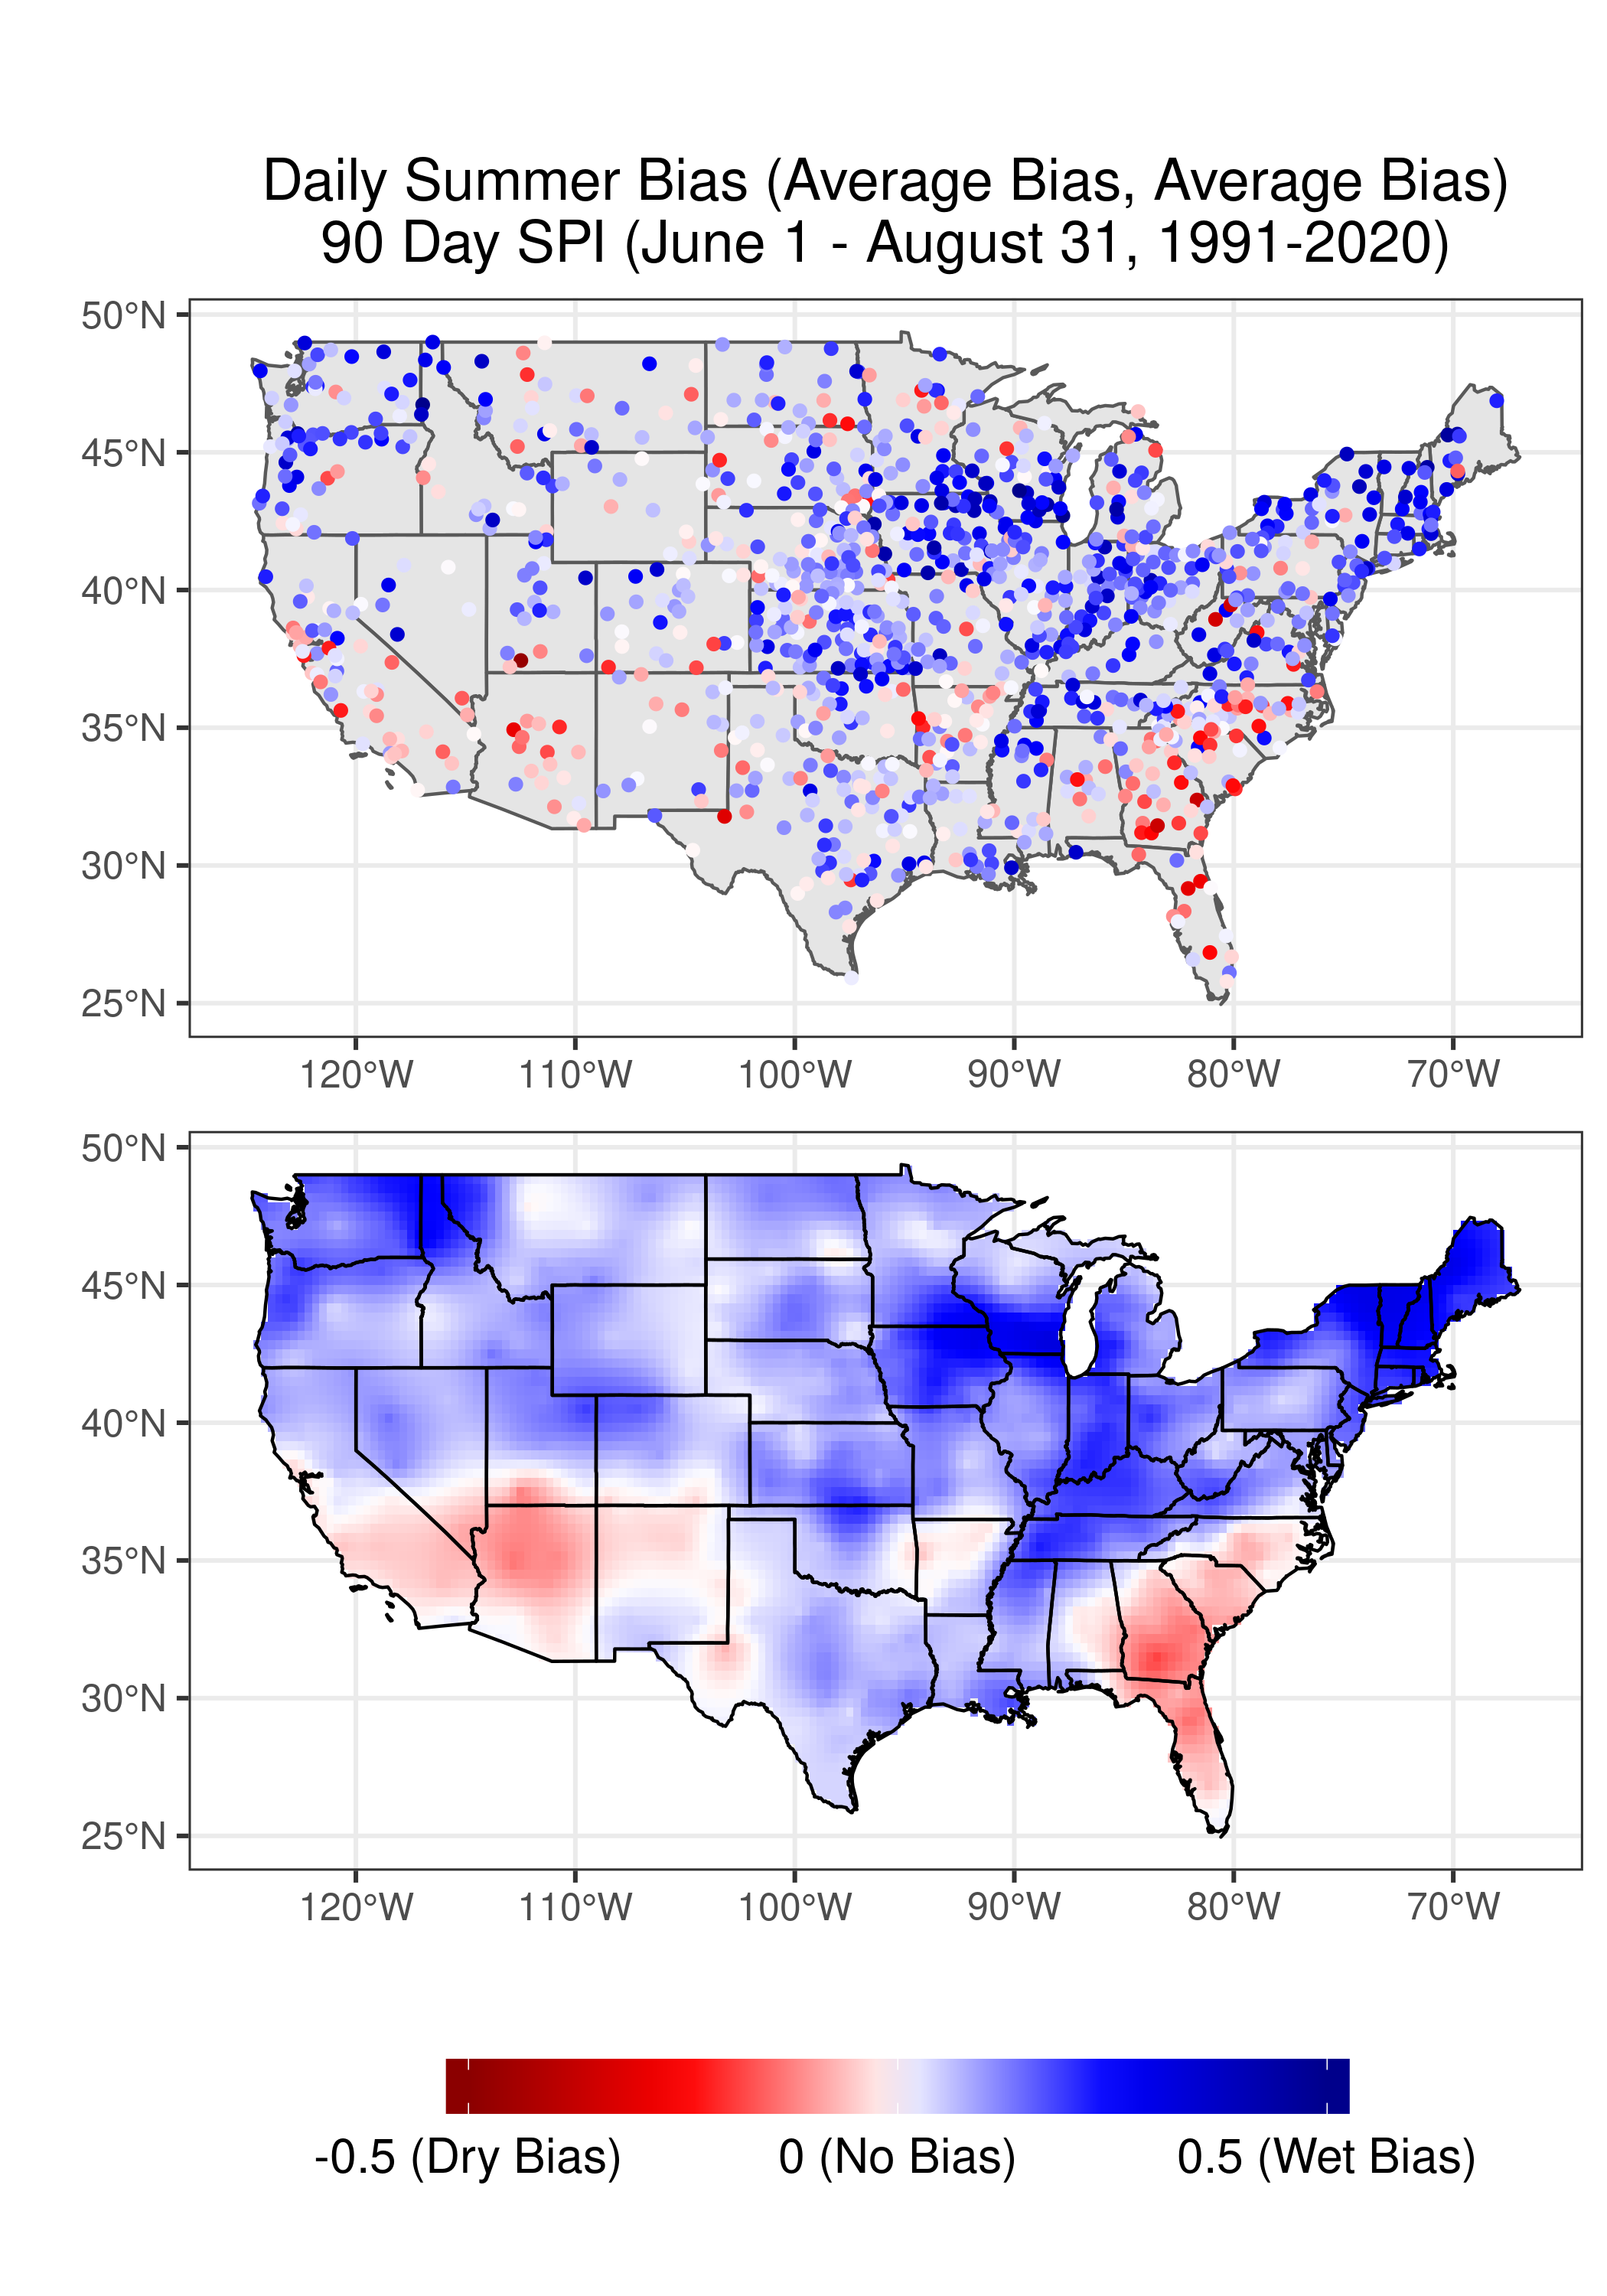 Daily Summer Bias (Average Bias, Average Bias)
90 Day SPI (June 1 - August 31, 1991-2020)
50°N
45°N
40°N
35°N
30°N
25°N
120°W 110°W 100°W 90°W 80°W 70°W
50°N
45°N
40°N
35°N
30°N
25°N
120°W 110°W 100°W 90°W 80°W 70°W
-0.5 (Dry Bias) 0 (No Bias) 0.5 (Wet Bias)